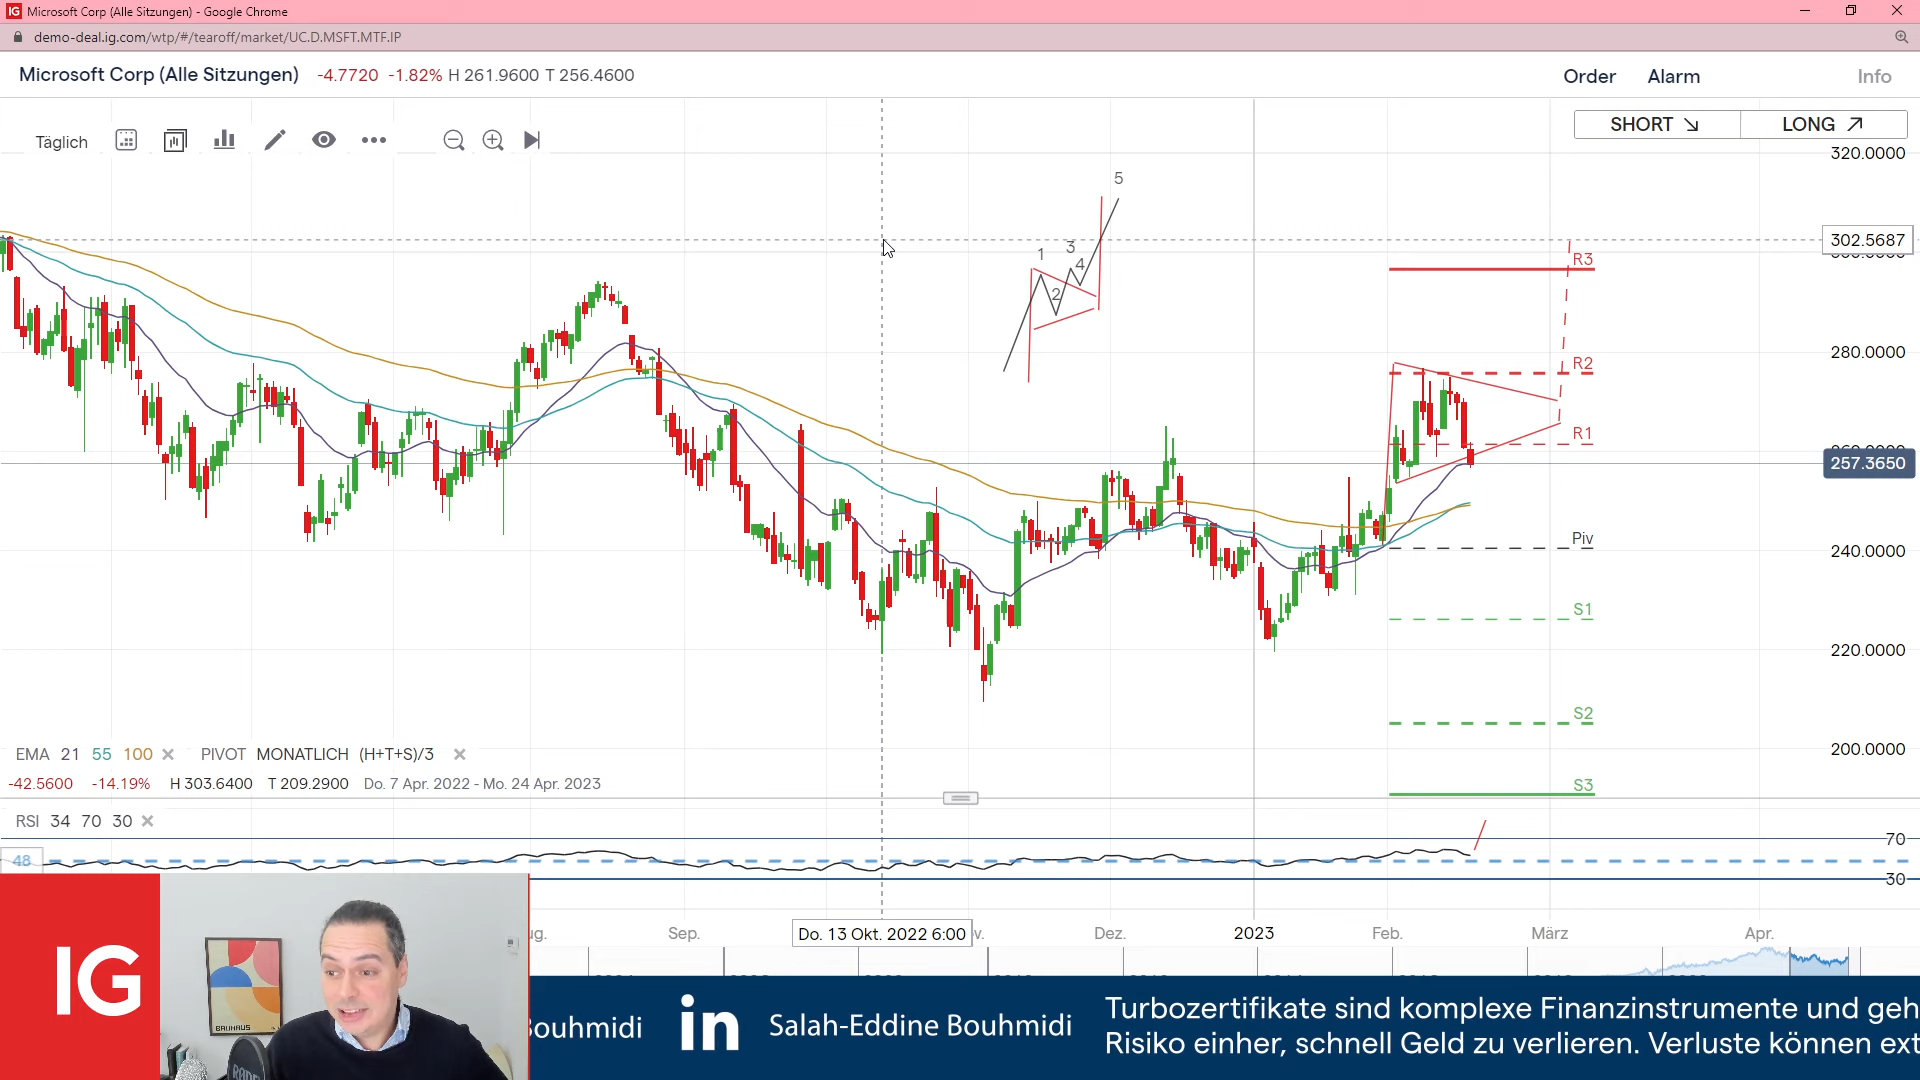 IG Microsoft Corp (Alle Sitzungen) - Google Chrome
demo-deal.ig.com/wtp/#/tearoff/market/UC.D.MSFT.MTF.IP
Microsoft Corp (Alle Sitzungen) -4.7720 -1.82% H 261.9600 T 256.4600
Order Alarm Info
SHORT LONG
Täglich
320.0000
5
302.5687
1
3
4
2
R3
280.0000
R2
R1
257.3650
240.0000
Piv
S1
220.0000
S2
200.0000
S3
EMA 21 55 100 PIVOT MONATLICH (H+T+S)/3
-42.5600 -14.19% H 303.6400 T 209.2900 Do. 7 Apr. 2022 - Mo. 24 Apr. 2023
RSI 34 70 30
70
48
30
ug. Sep. Do. 13 Okt. 2022 6:00 v. Dez. 2023 Feb. März Apr.
IG
BAUHAUS
RØDE
Bouhmidi
in Salah-Eddine Bouhmidi
Turbozertifikate sind komplexe Finanzinstrumente und geh
Risiko einher, schnell Geld zu verlieren. Verluste können ext